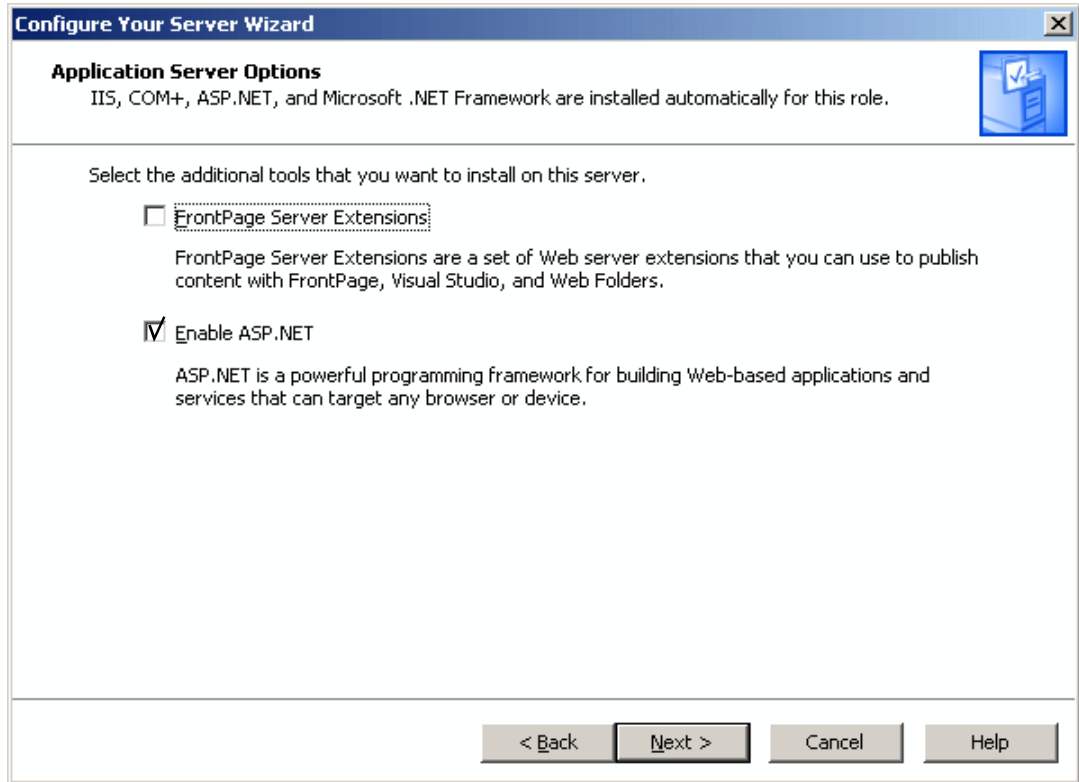 Configure Your Server Wizard
Application Server Options
IIS, COM+, ASP.NET, and Microsoft .NET Framework are installed automatically for this role.
Select the additional tools that you want to install on this server.
FrontPage Server Extensions
FrontPage Server Extensions are a set of Web server extensions that you can use to publish
content with FrontPage, Visual Studio, and Web Folders.
Enable ASP.NET
ASP.NET is a powerful programming framework for building Web-based applications and
services that can target any browser or device.
< Back Next > Cancel Help